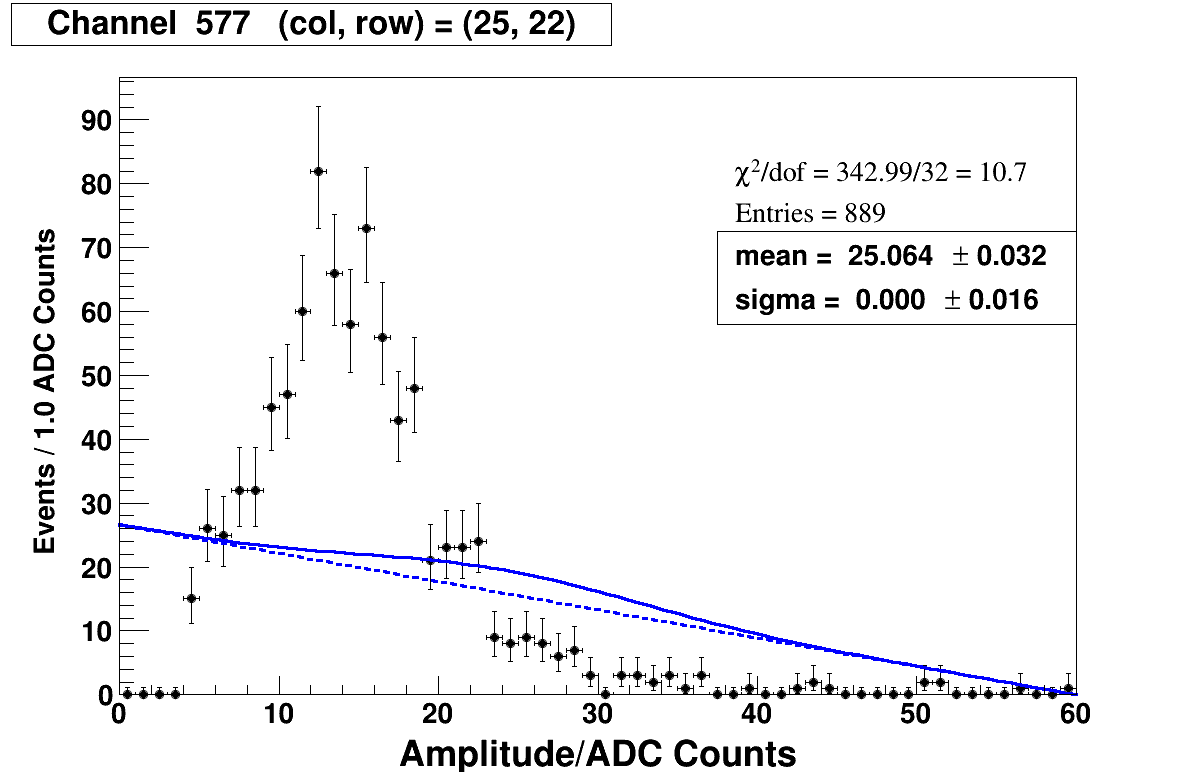 Channel 577 (col, row) = (25, 22)
90
80
70
60
50
40
30
20
10
0
Events / 1.0 ADC Counts
χ²/dof = 342.99/32 = 10.7
Entries = 889
mean = 25.064 ± 0.032
sigma = 0.000 ± 0.016
0 10 20 30 40 50 60
Amplitude/ADC Counts